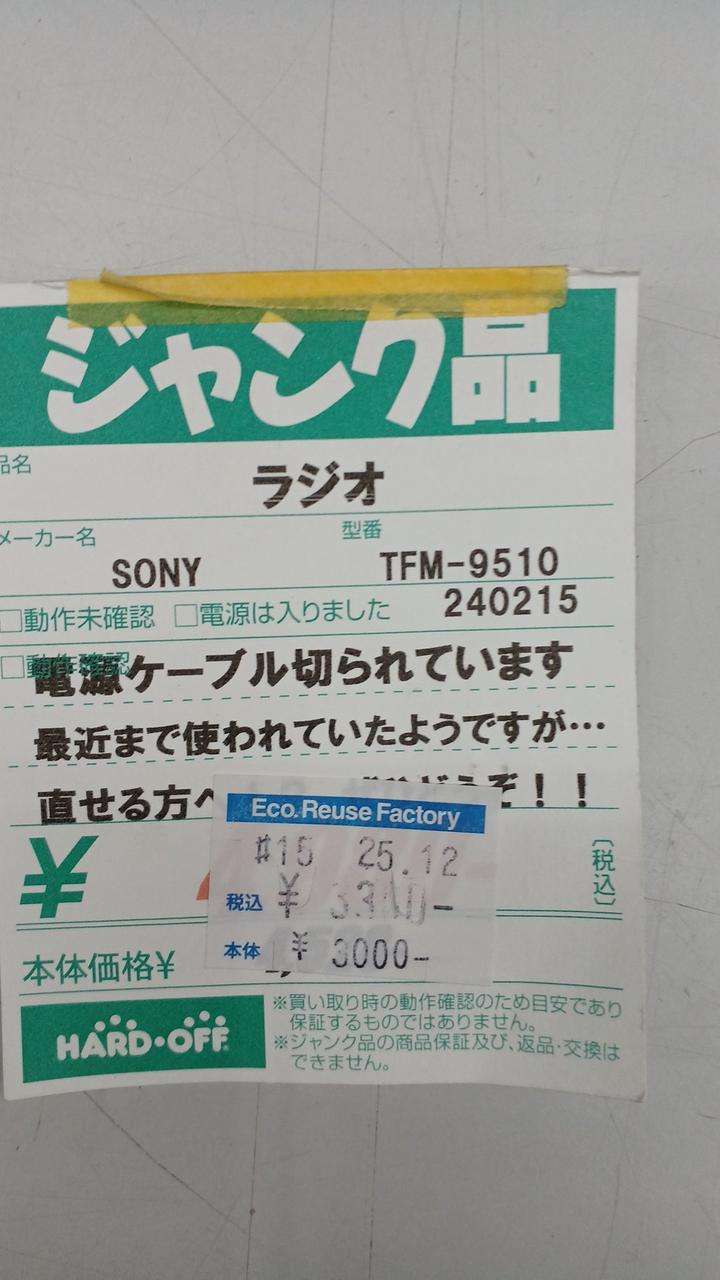 ジャンク品
品名
ラジオ
メーカー名 型番
SONY TFM-9510
□動作未確認 □電源は入りました 240215
□動作確認
電源ケーブル切られています
最近まで使われていたようですが…
直せる方へ どうぞ！！
Eco.Reuse Factory
#15 25.12
¥ 税込 ¥ 〔税込〕
本体価格¥ 本体 ¥ 3000-
HARD・OFF
※買い取り時の動作確認のため目安であり
保証するものではありません。
※ジャンク品の商品保証及び、返品・交換は
できません。